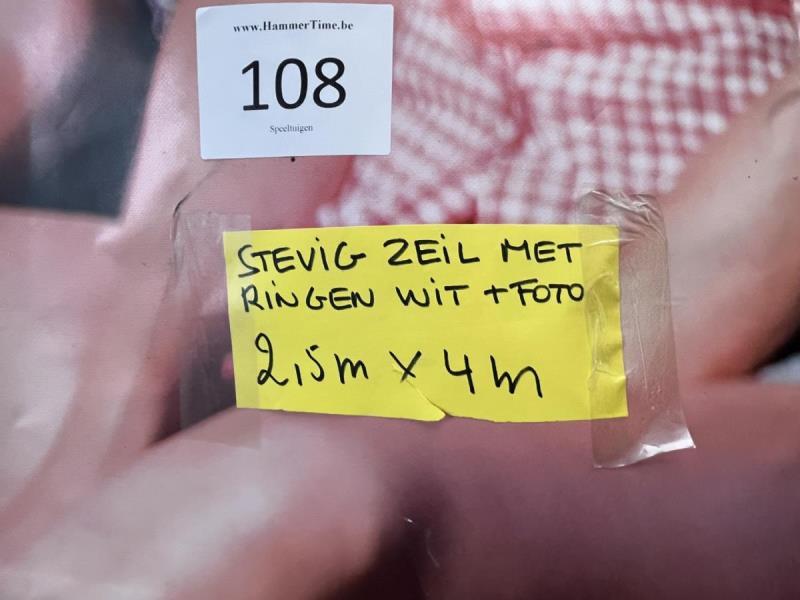 www.HammerTime.be
108
Speeltuigen
STEVIG ZEIL MET
RINGEN WIT + FOTO
2,5m x 4m